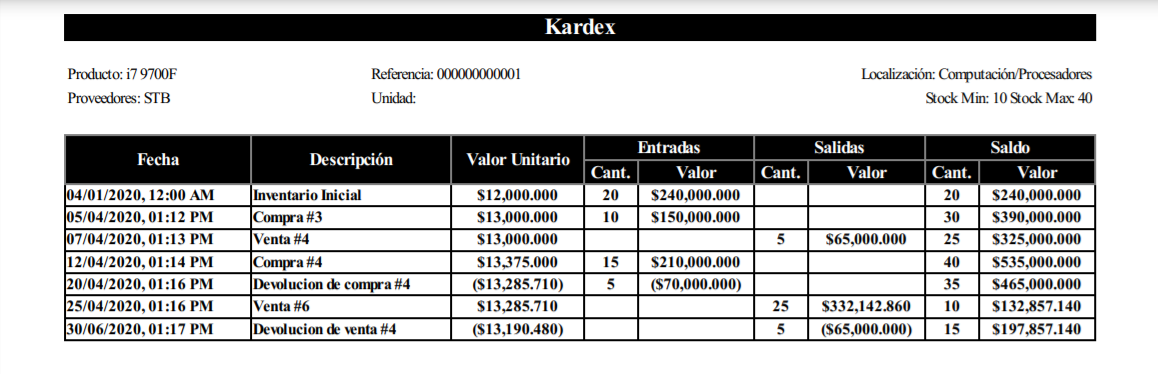 Kardex
Producto: i7 9700F Referencia: 000000000001 Localización: Computación/Procesadores
Proveedores: STB Unidad: Stock Min: 10 Stock Max: 40
Fecha Descripción Valor Unitario Entradas Salidas Saldo
Cant. Valor Cant. Valor Cant. Valor
04/01/2020, 12:00 AM Inventario Inicial $12,000.000 20 $240,000.000 20 $240,000.000
05/04/2020, 01:12 PM Compra #3 $13,000.000 10 $150,000.000 30 $390,000.000
07/04/2020, 01:13 PM Venta #4 $13,000.000 5 $65,000.000 25 $325,000.000
12/04/2020, 01:14 PM Compra #4 $13,375.000 15 $210,000.000 40 $535,000.000
20/04/2020, 01:16 PM Devolucion de compra #4 ($13,285.710) 5 ($70,000.000) 35 $465,000.000
25/04/2020, 01:16 PM Venta #6 $13,285.710 25 $332,142.860 10 $132,857.140
30/06/2020, 01:17 PM Devolucion de venta #4 ($13,190.480) 5 ($65,000.000) 15 $197,857.140